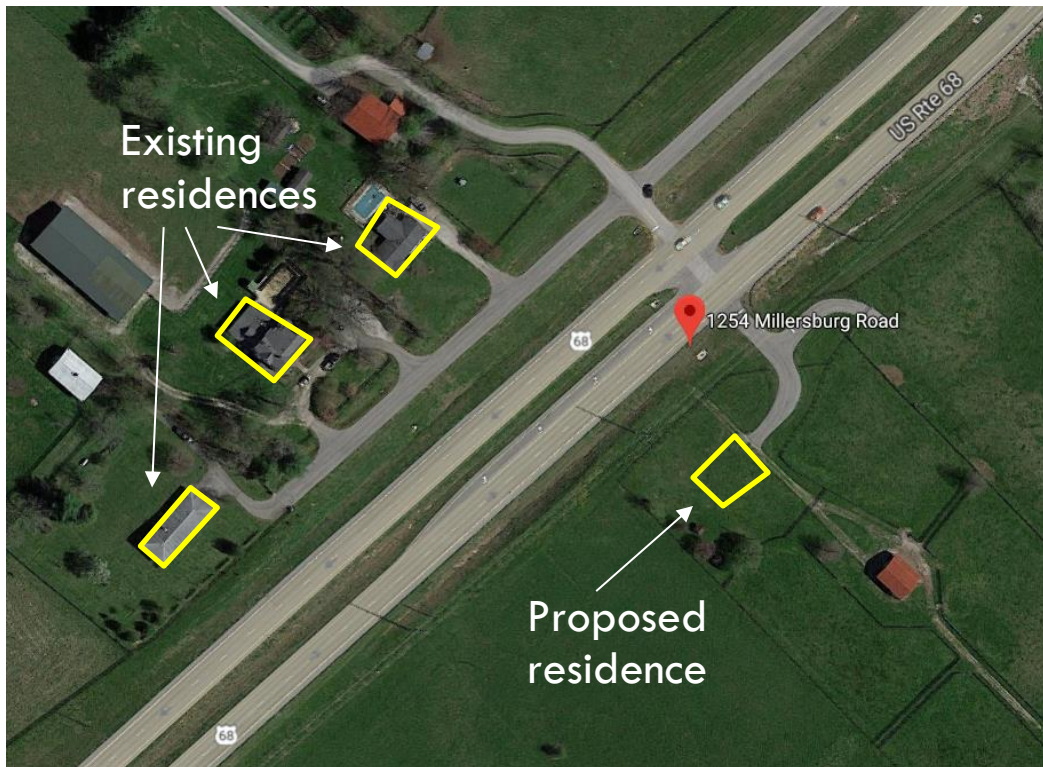 US Rte 68
Existing
residences
1254 Millersburg Road
68
Proposed
residence
68